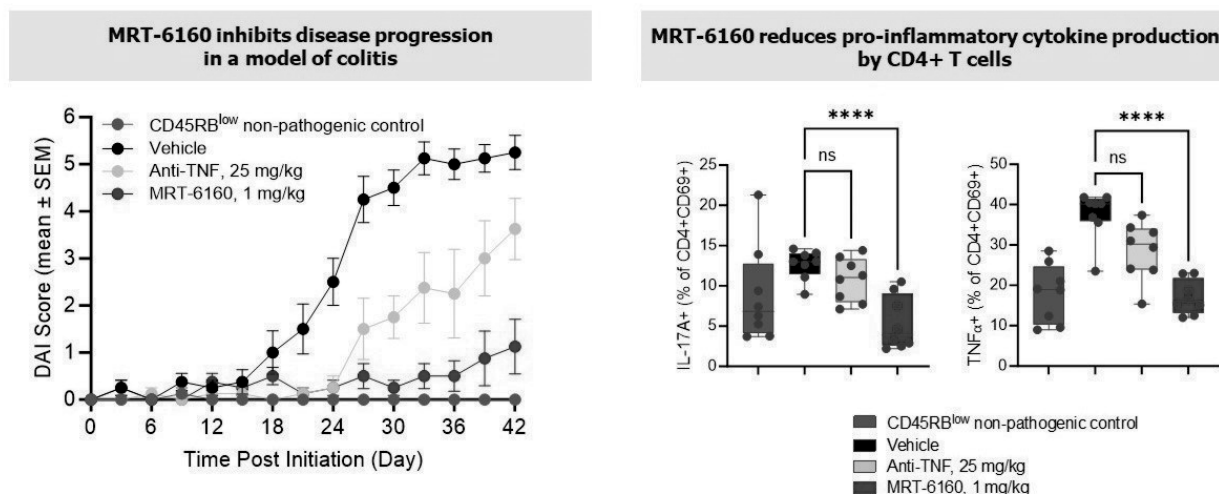 MRT-6160 inhibits disease progression
in a model of colitis
DAI Score (mean ± SEM)
6
5
4
3
2
1
0
CD45RBlow non-pathogenic control
Vehicle
Anti-TNF, 25 mg/kg
MRT-6160, 1 mg/kg
0 6 12 18 24 30 36 42
Time Post Initiation (Day)
MRT-6160 reduces pro-inflammatory cytokine production
by CD4+ T cells
IL-17A+ (% of CD4+CD69+)
25
20
15
10
5
0
****
ns
TNFα+ (% of CD4+CD69+)
50
40
30
20
10
0
****
ns
CD45RBlow non-pathogenic control
Vehicle
Anti-TNF, 25 mg/kg
MRT-6160, 1 mg/kg